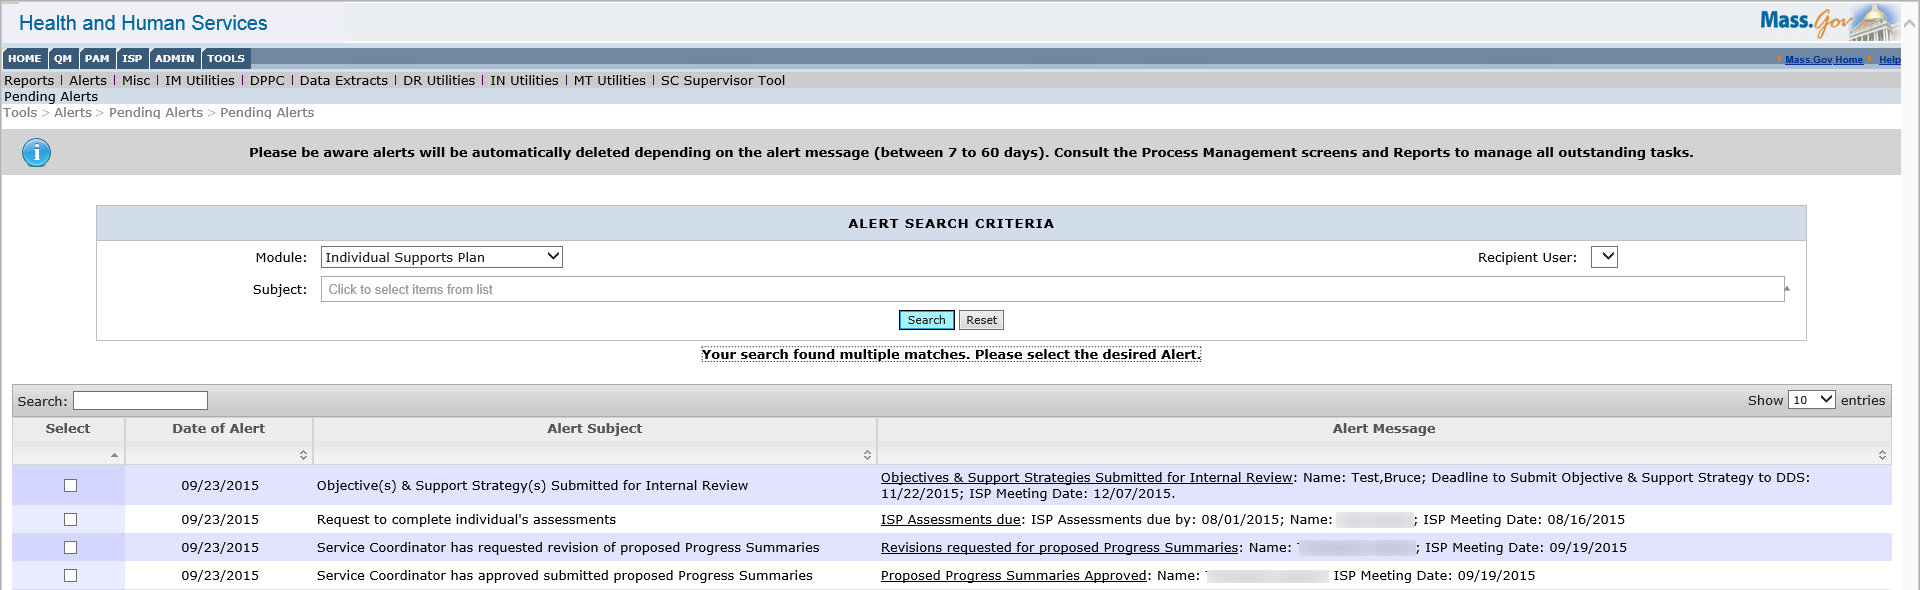 Health and Human Services
Mass.Gov
HOME QM PAM ISP ADMIN TOOLS
Mass.Gov Home Help
Reports | Alerts | Misc | IM Utilities | DPPC | Data Extracts | DR Utilities | IN Utilities | MT Utilities | SC Supervisor Tool
Pending Alerts
Tools > Alerts > Pending Alerts > Pending Alerts
Please be aware alerts will be automatically deleted depending on the alert message (between 7 to 60 days). Consult the Process Management screens and Reports to manage all outstanding tasks.
ALERT SEARCH CRITERIA
Module: Individual Supports Plan Recipient User:
Subject: Click to select items from list
Search Reset
Your search found multiple matches. Please select the desired Alert.
Search: Show 10 entries
Select Date of Alert Alert Subject Alert Message
09/23/2015 Objective(s) & Support Strategy(s) Submitted for Internal Review Objectives & Support Strategies Submitted for Internal Review: Name: Test,Bruce; Deadline to Submit Objective & Support Strategy to DDS:
11/22/2015; ISP Meeting Date: 12/07/2015.
09/23/2015 Request to complete individual's assessments ISP Assessments due: ISP Assessments due by: 08/01/2015; Name: ; ISP Meeting Date: 08/16/2015
09/23/2015 Service Coordinator has requested revision of proposed Progress Summaries Revisions requested for proposed Progress Summaries: Name: ; ISP Meeting Date: 09/19/2015
09/23/2015 Service Coordinator has approved submitted proposed Progress Summaries Proposed Progress Summaries Approved: Name: ISP Meeting Date: 09/19/2015